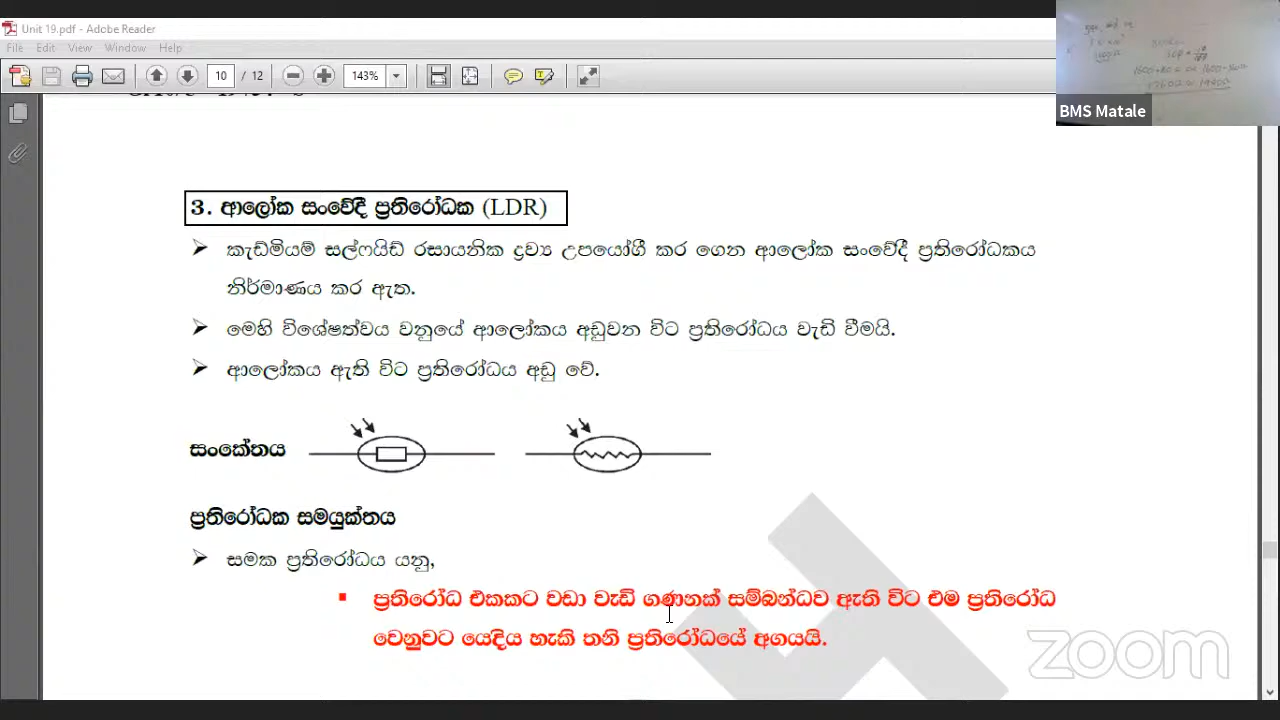 Unit 19.pdf - Adobe Reader
File Edit View Window Help
10 / 12 143%
BMS Matale
3. ආලෝක සංවේදී ප්‍රතිරෝධක (LDR)
➢ කැඩ්මියම් සල්ෆයිඩ් රසායනික ද්‍රව්‍ය උපයෝගී කර ගෙන ආලෝක සංවේදී ප්‍රතිරෝධකය
නිර්මාණය කර ඇත.
➢ මෙහි විශේෂත්වය වනුයේ ආලෝකය අඩුවන විට ප්‍රතිරෝධය වැඩි වීමයි.
➢ ආලෝකය ඇති විට ප්‍රතිරෝධය අඩු වේ.
සංකේතය
ප්‍රතිරෝධක සමයුක්තය
➢ සමක ප්‍රතිරෝධය යනු,
▪ ප්‍රතිරෝධ එකකට වඩා වැඩි ගණනක් සම්බන්ධව ඇති විට එම ප්‍රතිරෝධ
වෙනුවට යෙදිය හැකි තනි ප්‍රතිරෝධයේ අගයයි.
zoom